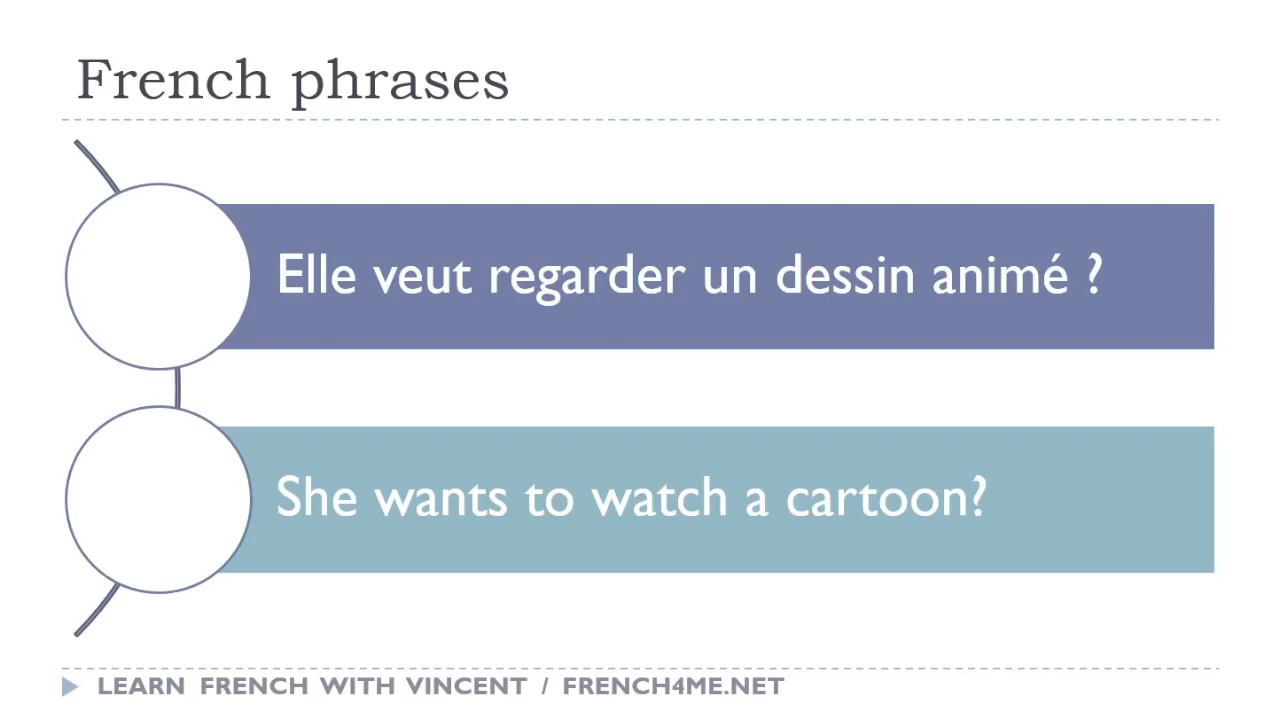 French phrases
Elle veut regarder un dessin animé ?
She wants to watch a cartoon?
LEARN FRENCH WITH VINCENT / FRENCH4ME.NET